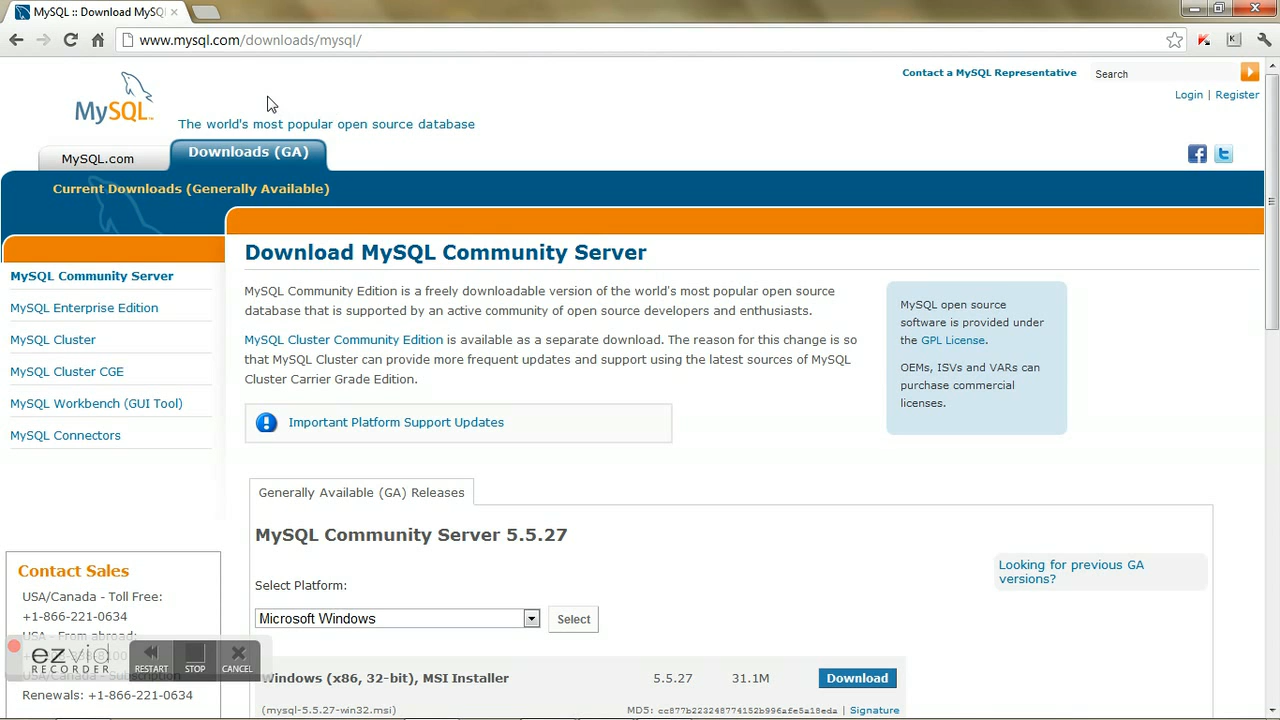 MySQL :: Download MySQ
www.mysql.com/downloads/mysql/
Contact a MySQL Representative
Search
Login | Register
MySQL
The world's most popular open source database
MySQL.com
Downloads (GA)
Current Downloads (Generally Available)
MySQL Community Server
MySQL Enterprise Edition
MySQL Cluster
MySQL Cluster CGE
MySQL Workbench (GUI Tool)
MySQL Connectors
Download MySQL Community Server
MySQL Community Edition is a freely downloadable version of the world's most popular open source
database that is supported by an active community of open source developers and enthusiasts.
MySQL Cluster Community Edition is available as a separate download. The reason for this change is so
that MySQL Cluster can provide more frequent updates and support using the latest sources of MySQL
Cluster Carrier Grade Edition.
Important Platform Support Updates
MySQL open source
software is provided under
the GPL License.
OEMs, ISVs and VARs can
purchase commercial
licenses.
Generally Available (GA) Releases
MySQL Community Server 5.5.27
Looking for previous GA
versions?
Select Platform:
Microsoft Windows
Select
Windows (x86, 32-bit), MSI Installer
5.5.27
31.1M
Download
(mysql-5.5.27-win32.msi)
MD5: cc877b223248774152b996afe5a18eda | Signature
Contact Sales
USA/Canada - Toll Free:
+1-866-221-0634
USA - From abroad:
USA/Canada - Subscription
Renewals: +1-866-221-0634
ezvid
RECORDER
RESTART
STOP
CANCEL